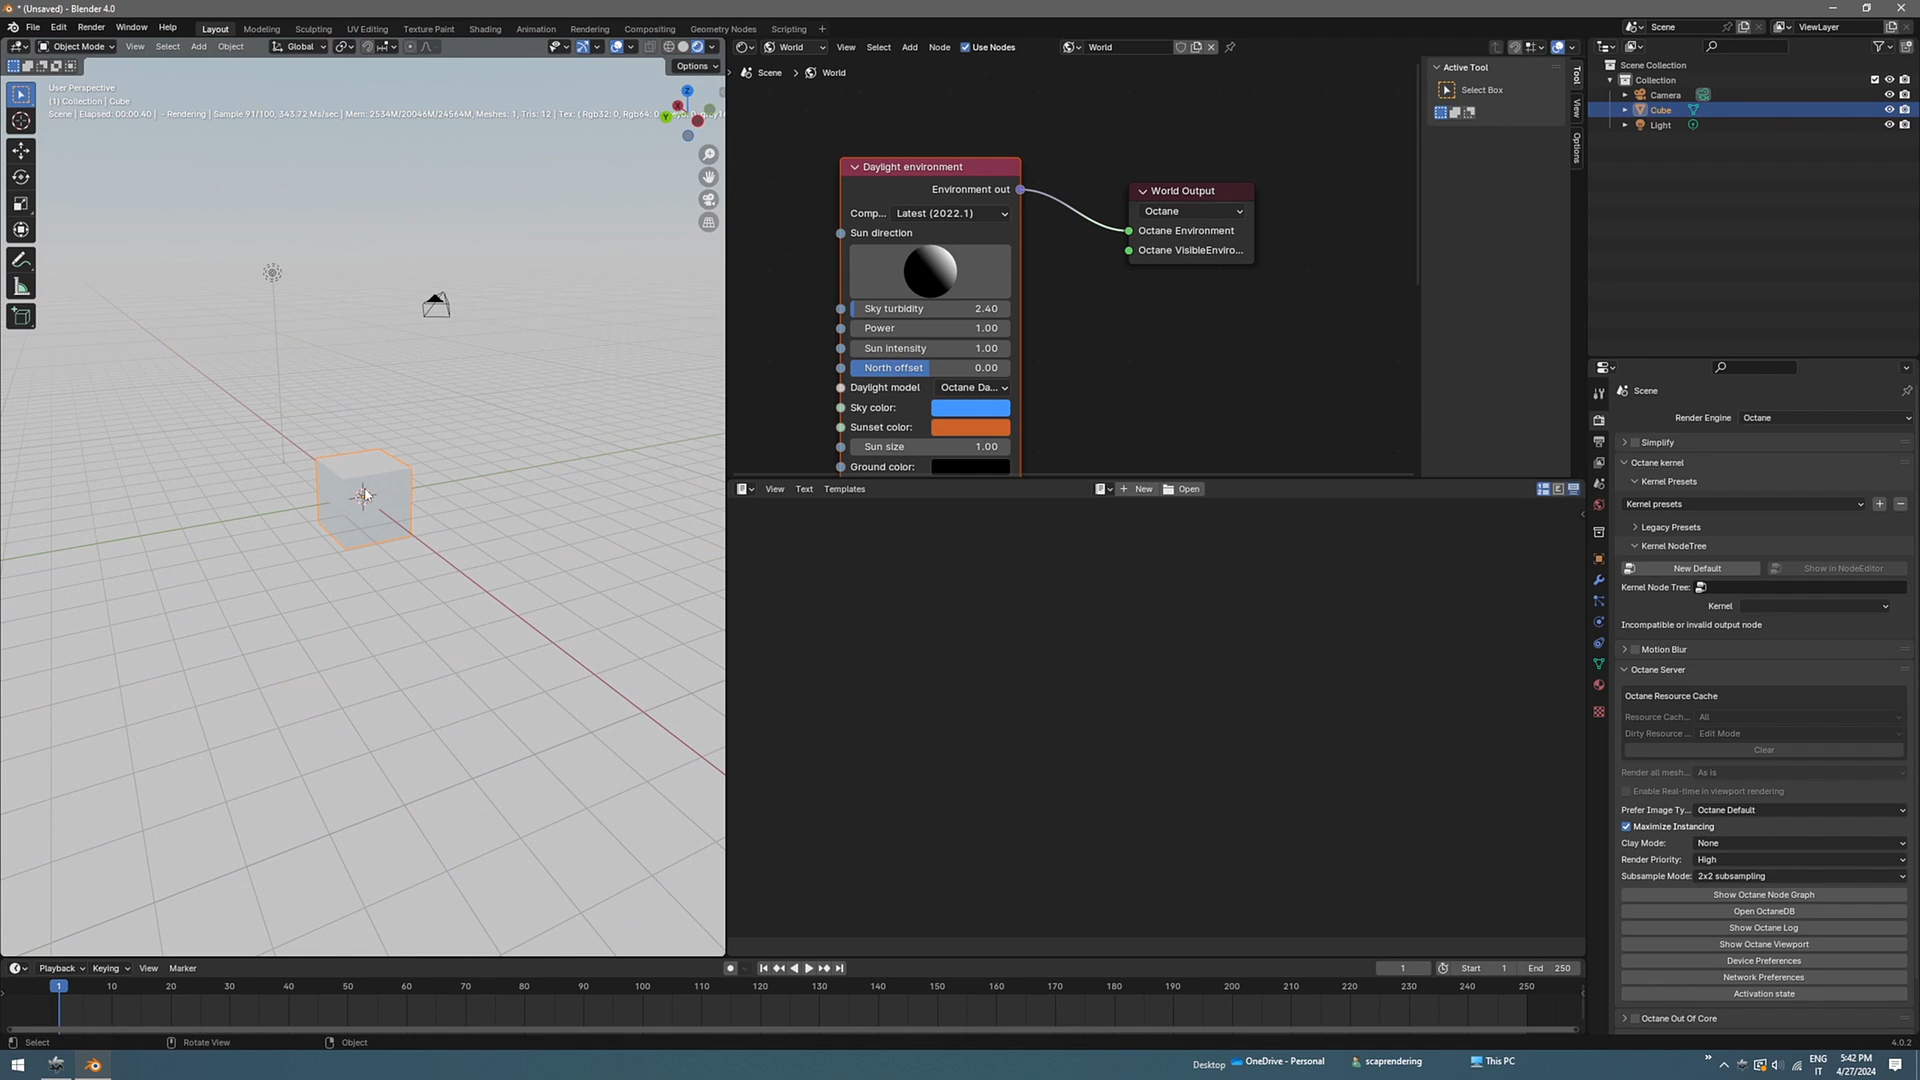 * (Unsaved) - Blender 4.0
File Edit Render Window Help
Layout Modeling Sculpting UV Editing Texture Paint Shading Animation Rendering Compositing Geometry Nodes Scripting +
Scene
ViewLayer
Object Mode View Select Add Object
Global
Options
User Perspective
(1) Collection | Cube
Scene | Elapsed: 00:00.40 | - Rendering | Sample 91/100, 343.72 Ms/sec | Mem: 2534M/20046M/24564M, Meshes: 1, Tris: 12 | Tex: ( Rgb32: 0, Rgb64: 0
Z
X
Y
World View Select Add Node Use Nodes
World
Scene > World
Daylight environment
Environment out
Comp... Latest (2022.1)
Sun direction
Sky turbidity 2.40
Power 1.00
Sun intensity 1.00
North offset 0.00
Daylight model Octane Da...
Sky color:
Sunset color:
Sun size 1.00
Ground color:
World Output
Octane
Octane Environment
Octane VisibleEnviro...
Active Tool
Select Box
Tool
View
Options
Scene Collection
Collection
Camera
Cube
Light
Scene
Render Engine Octane
Simplify
Octane kernel
Kernel Presets
Kernel presets
Legacy Presets
Kernel NodeTree
New Default Show in NodeEditor
Kernel Node Tree:
Kernel
Incompatible or invalid output node
Motion Blur
Octane Server
Octane Resource Cache
Resource Cach... All
Dirty Resource ... Edit Mode
Clear
Render all mesh... As is
Enable Real-time in viewport rendering
Prefer Image Ty... Octane Default
Maximize Instancing
Clay Mode: None
Render Priority: High
Subsample Mode: 2x2 subsampling
Show Octane Node Graph
Open OctaneDB
Show Octane Log
Show Octane Viewport
Device Preferences
Network Preferences
Activation state
Octane Out Of Core
View Text Templates
+ New Open
Playback Keying View Marker
1 Start 1 End 250
1 10 20 30 40 50 60 70 80 90 100 110 120 130 140 150 160 170 180 190 200 210 220 230 240 250
Select Rotate View Object
4.0.2
Desktop OneDrive - Personal scaprendering This PC
ENG
IT
5:42 PM
4/27/2024